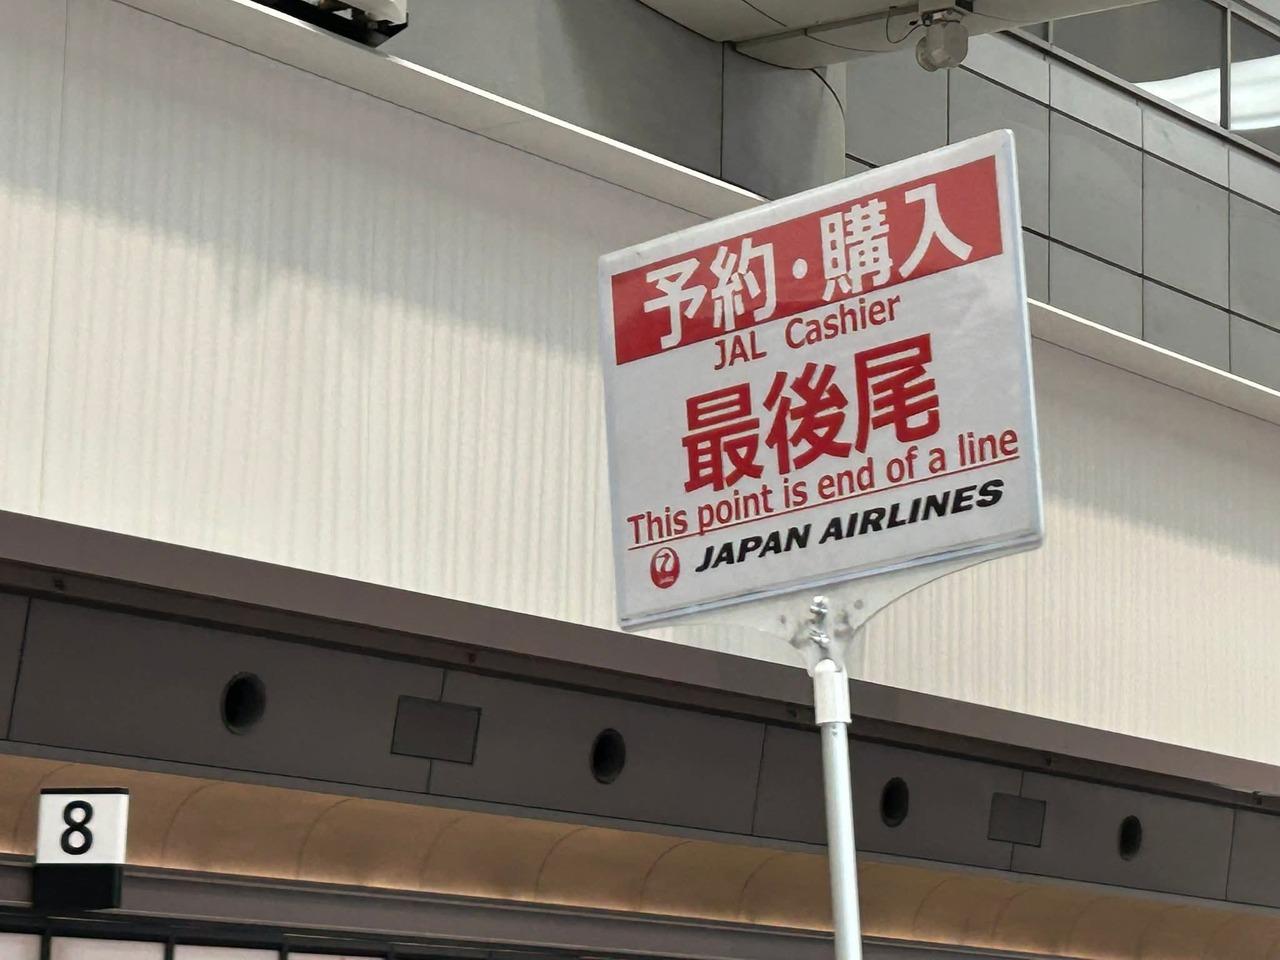 予約・購入
JAL Cashier
最後尾
This point is end of a line
JAPAN AIRLINES
8